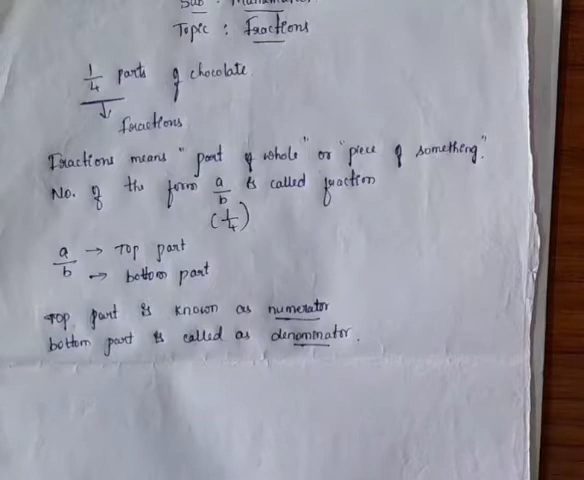 Sub : Mathematics
Topic : Fractions
1/4 parts of chocolate
↓
fractions
Fractions means "part of whole" or "piece of something".
No. of the form a/b is called fraction
(1/4)
a/b → Top part
→ bottom part
Top part is known as numerator
bottom part is called as denominator.